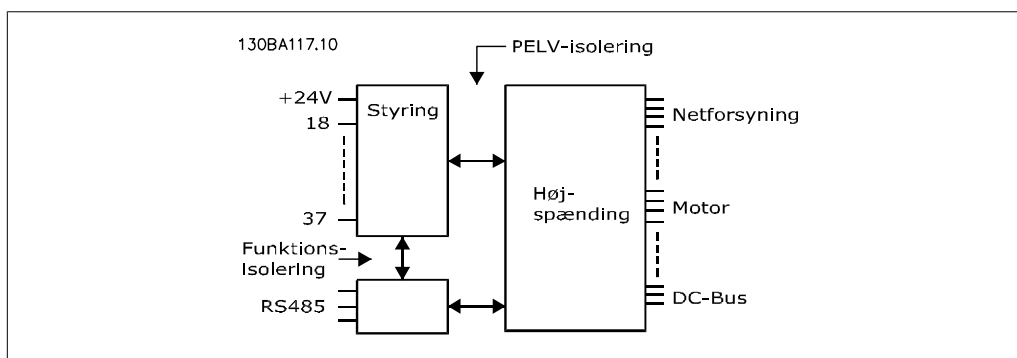 130BA117.10
PELV-isolering
+24V
Styring
18
37
Netforsyning
Høj-
spænding
Motor
Funktions-
isolering
RS485
DC-Bus